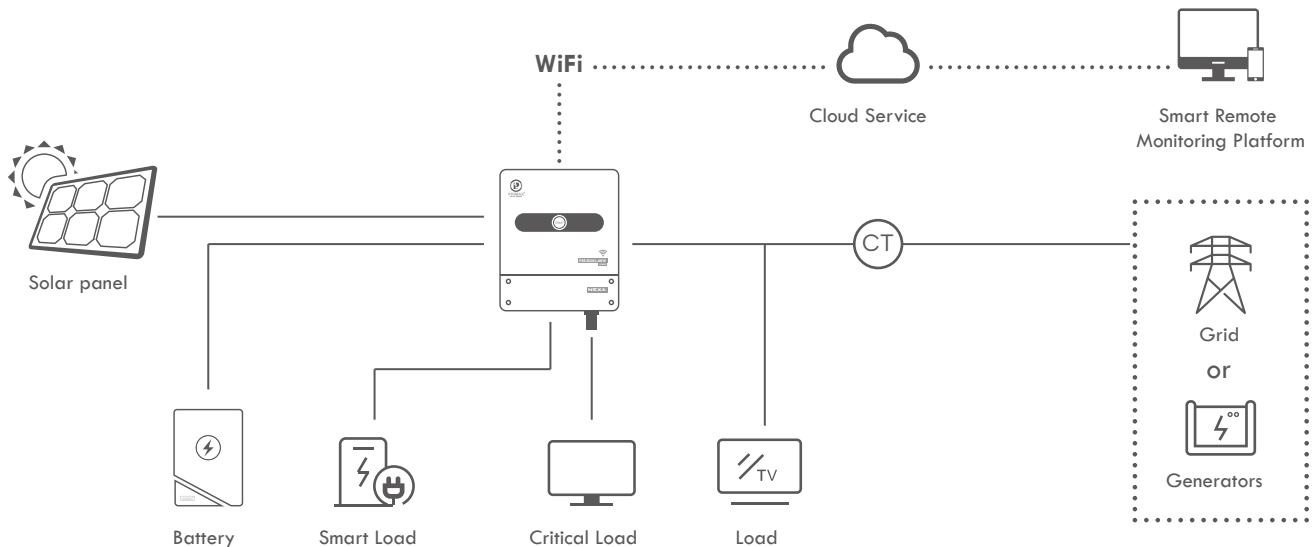 WiFi
Cloud Service
Smart Remote
Monitoring Platform
Solar panel
CT
Grid
or
Generators
TV
Battery
Smart Load
Critical Load
Load